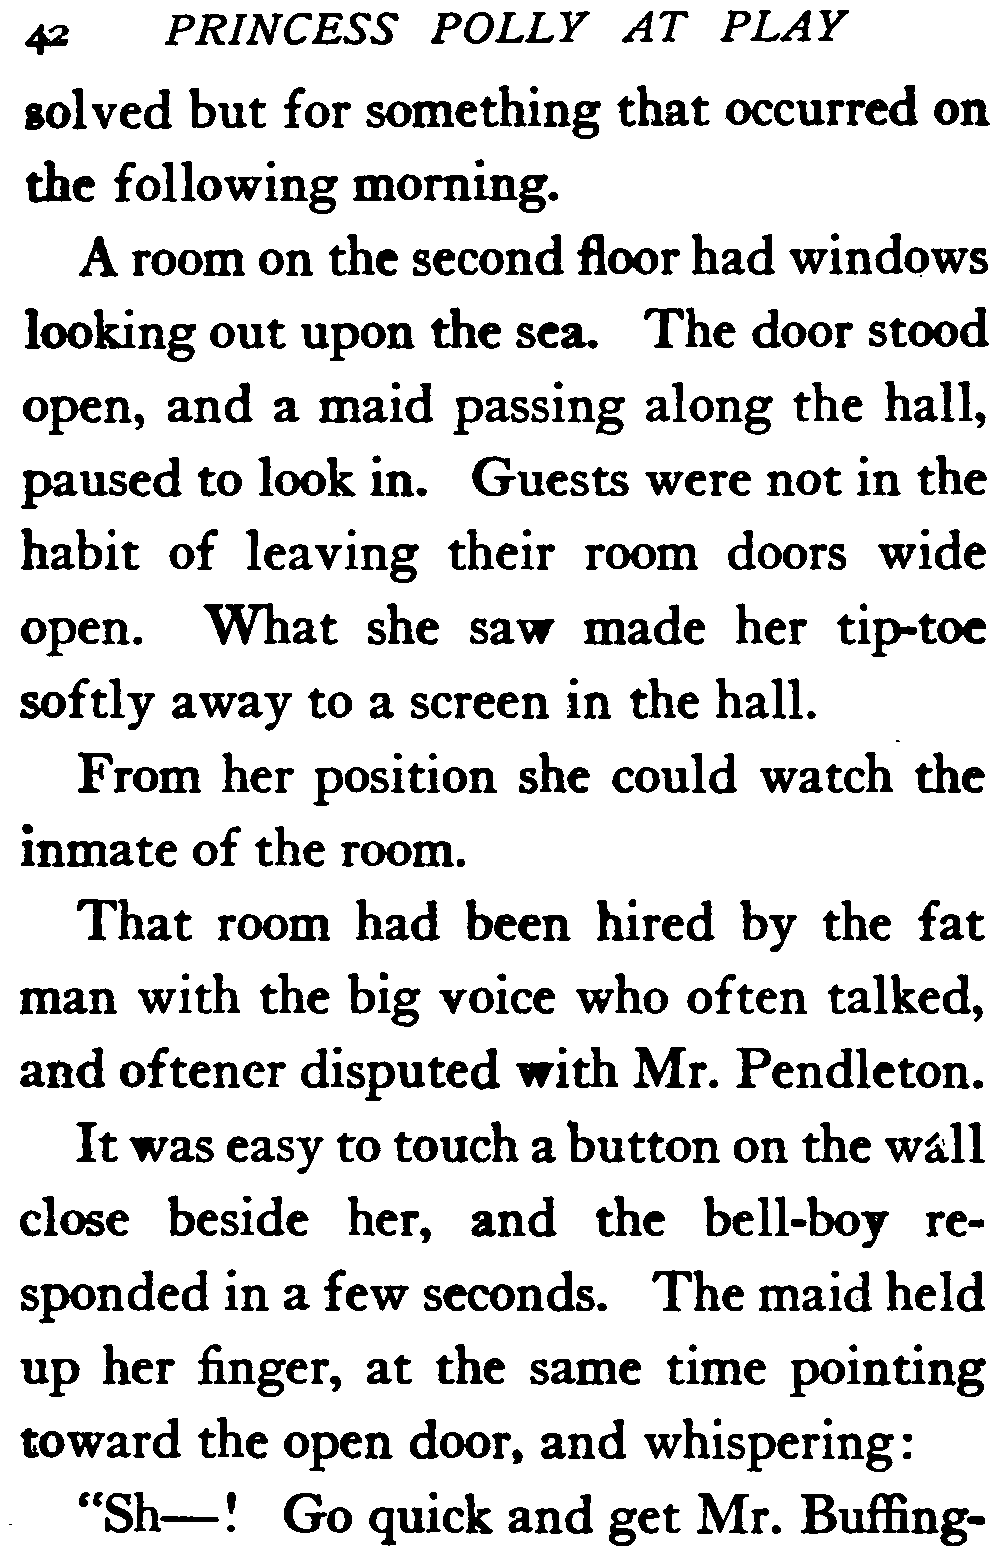 42 PRINCESS POLLY AT PLAY
solved but for something that occurred on
the following morning.
A room on the second floor had windows
looking out upon the sea. The door stood
open, and a maid passing along the hall,
paused to look in. Guests were not in the
habit of leaving their room doors wide
open. What she saw made her tip-toe
softly away to a screen in the hall.
From her position she could watch the
inmate of the room.
That room had been hired by the fat
man with the big voice who often talked,
and oftener disputed with Mr. Pendleton.
It was easy to touch a button on the wall
close beside her, and the bell-boy re-
sponded in a few seconds. The maid held
up her finger, at the same time pointing
toward the open door, and whispering:
"Sh—! Go quick and get Mr. Buffing-